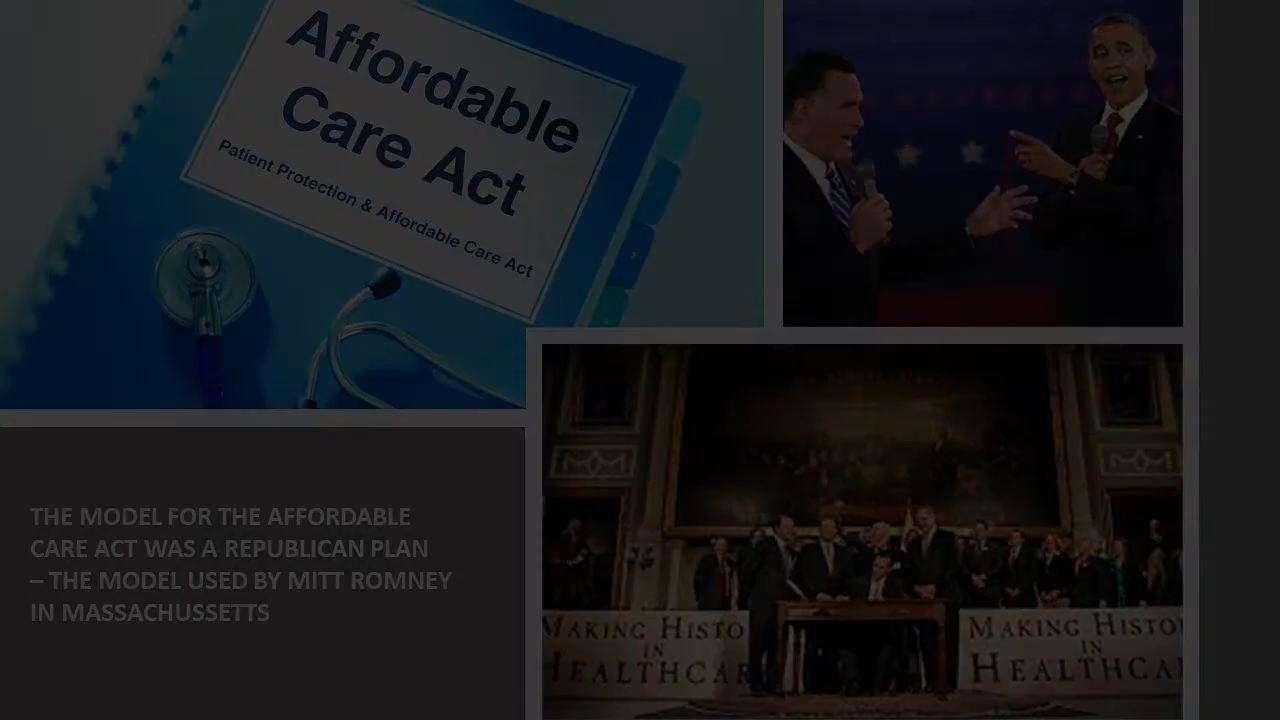 Affordable
Care Act
Patient Protection & Affordable Care Act
THE MODEL FOR THE AFFORDABLE
CARE ACT WAS A REPUBLICAN PLAN
– THE MODEL USED BY MITT ROMNEY
IN MASSACHUSSETTS
MAKING HISTO
IN
HEALTHCAR
MAKING HISTO
IN
HEALTHCA